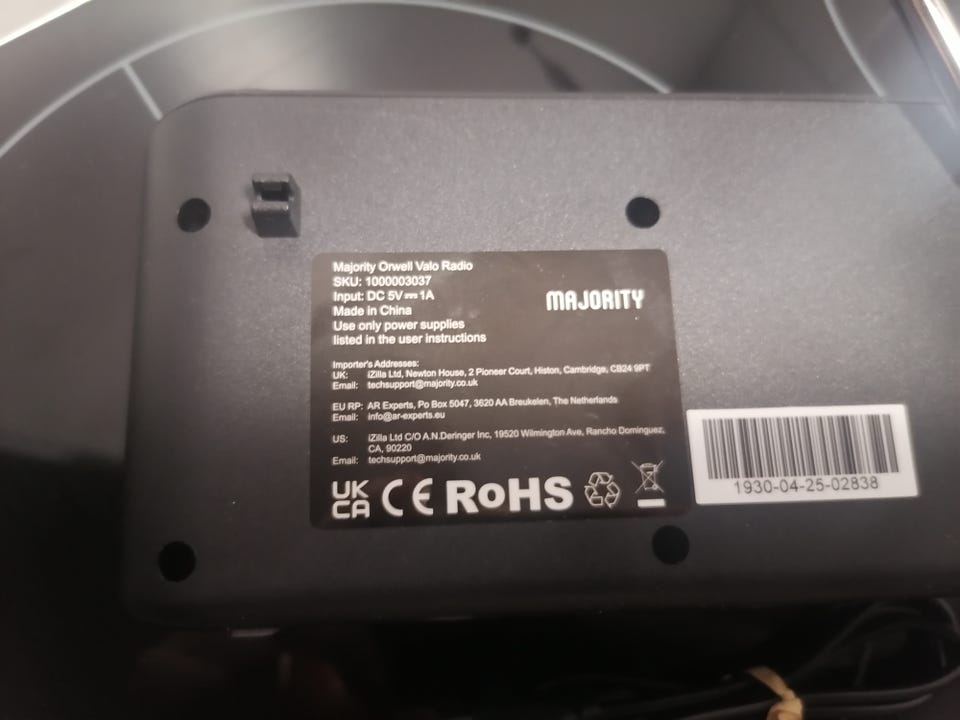 Majority Orwell Valo Radio
SKU: 1000003037
Input: DC 5V⎓1A
Made in China
Use only power supplies
listed in the user instructions
MAJORITY
Importer's Addresses:
UK: iZilla Ltd, Newton House, 2 Pioneer Court, Histon, Cambridge, CB24 9PT
Email: techsupport@majority.co.uk
EU RP: AR Experts, Po Box 5047, 3620 AA Breukelen, The Netherlands
Email: info@ar-experts.eu
US: iZilla Ltd C/O A.N.Deringer Inc, 19520 Wilmington Ave, Rancho Dominguez,
CA, 90220
Email: techsupport@majority.co.uk
UK
CA CE RoHS
1930-04-25-02838